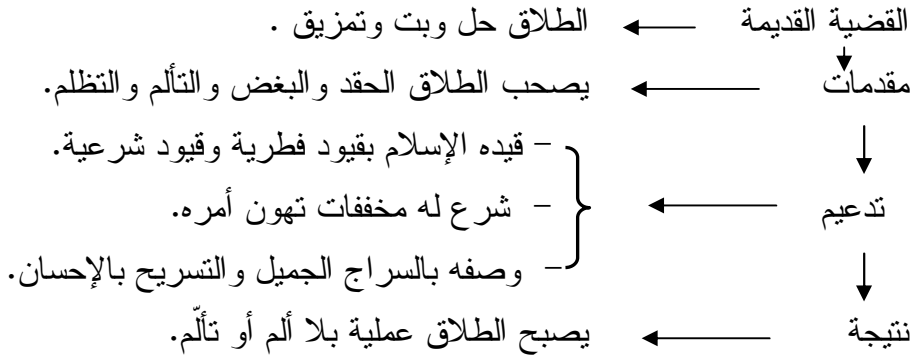 القضية القديمة الطلاق حل وبت وتمزيق .
مقدمات يصحب الطلاق الحقد والبغض والتألم والتظلم.
- قيده الإسلام بقيود فطرية وقيود شرعية.
تدعيم - شرع له مخففات تهون أمره.
- وصفه بالسراج الجميل والتسريح بالإحسان.
نتيجة يصبح الطلاق عملية بلا ألم أو تألّم.